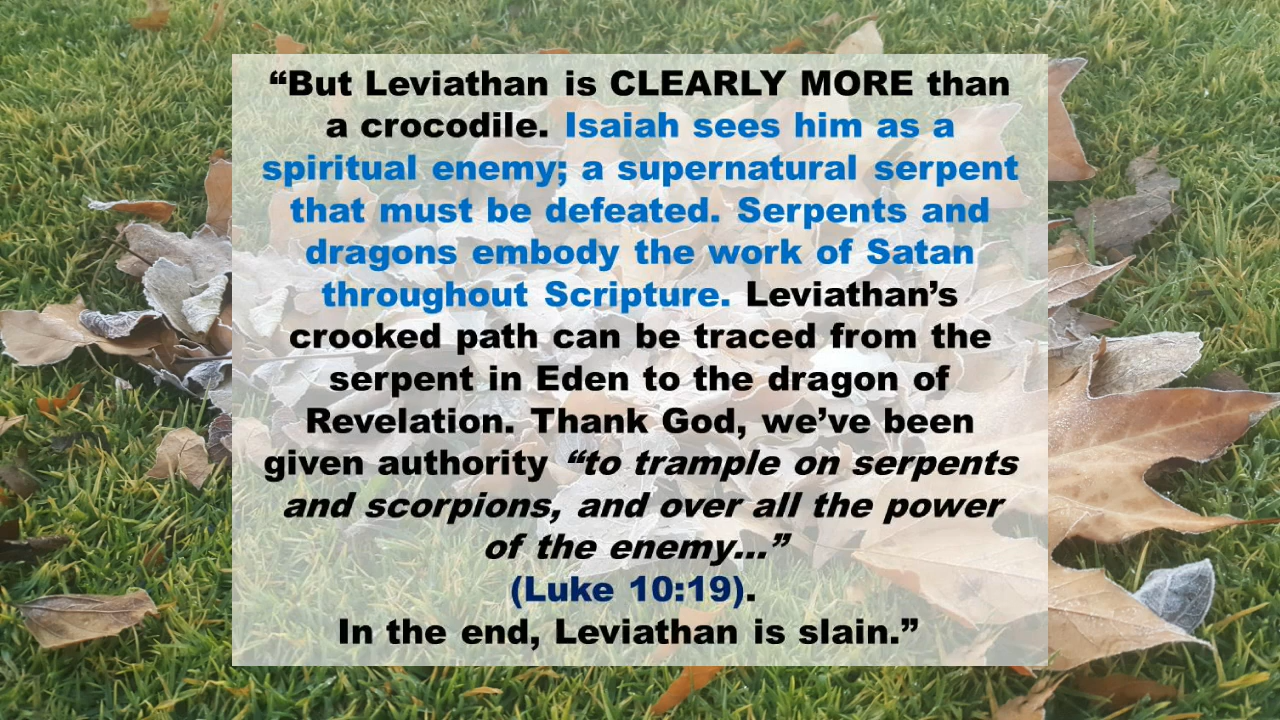 “But Leviathan is CLEARLY MORE than
a crocodile. Isaiah sees him as a
spiritual enemy; a supernatural serpent
that must be defeated. Serpents and
dragons embody the work of Satan
throughout Scripture. Leviathan’s
crooked path can be traced from the
serpent in Eden to the dragon of
Revelation. Thank God, we’ve been
given authority “to trample on serpents
and scorpions, and over all the power
of the enemy...”
(Luke 10:19).
In the end, Leviathan is slain.”